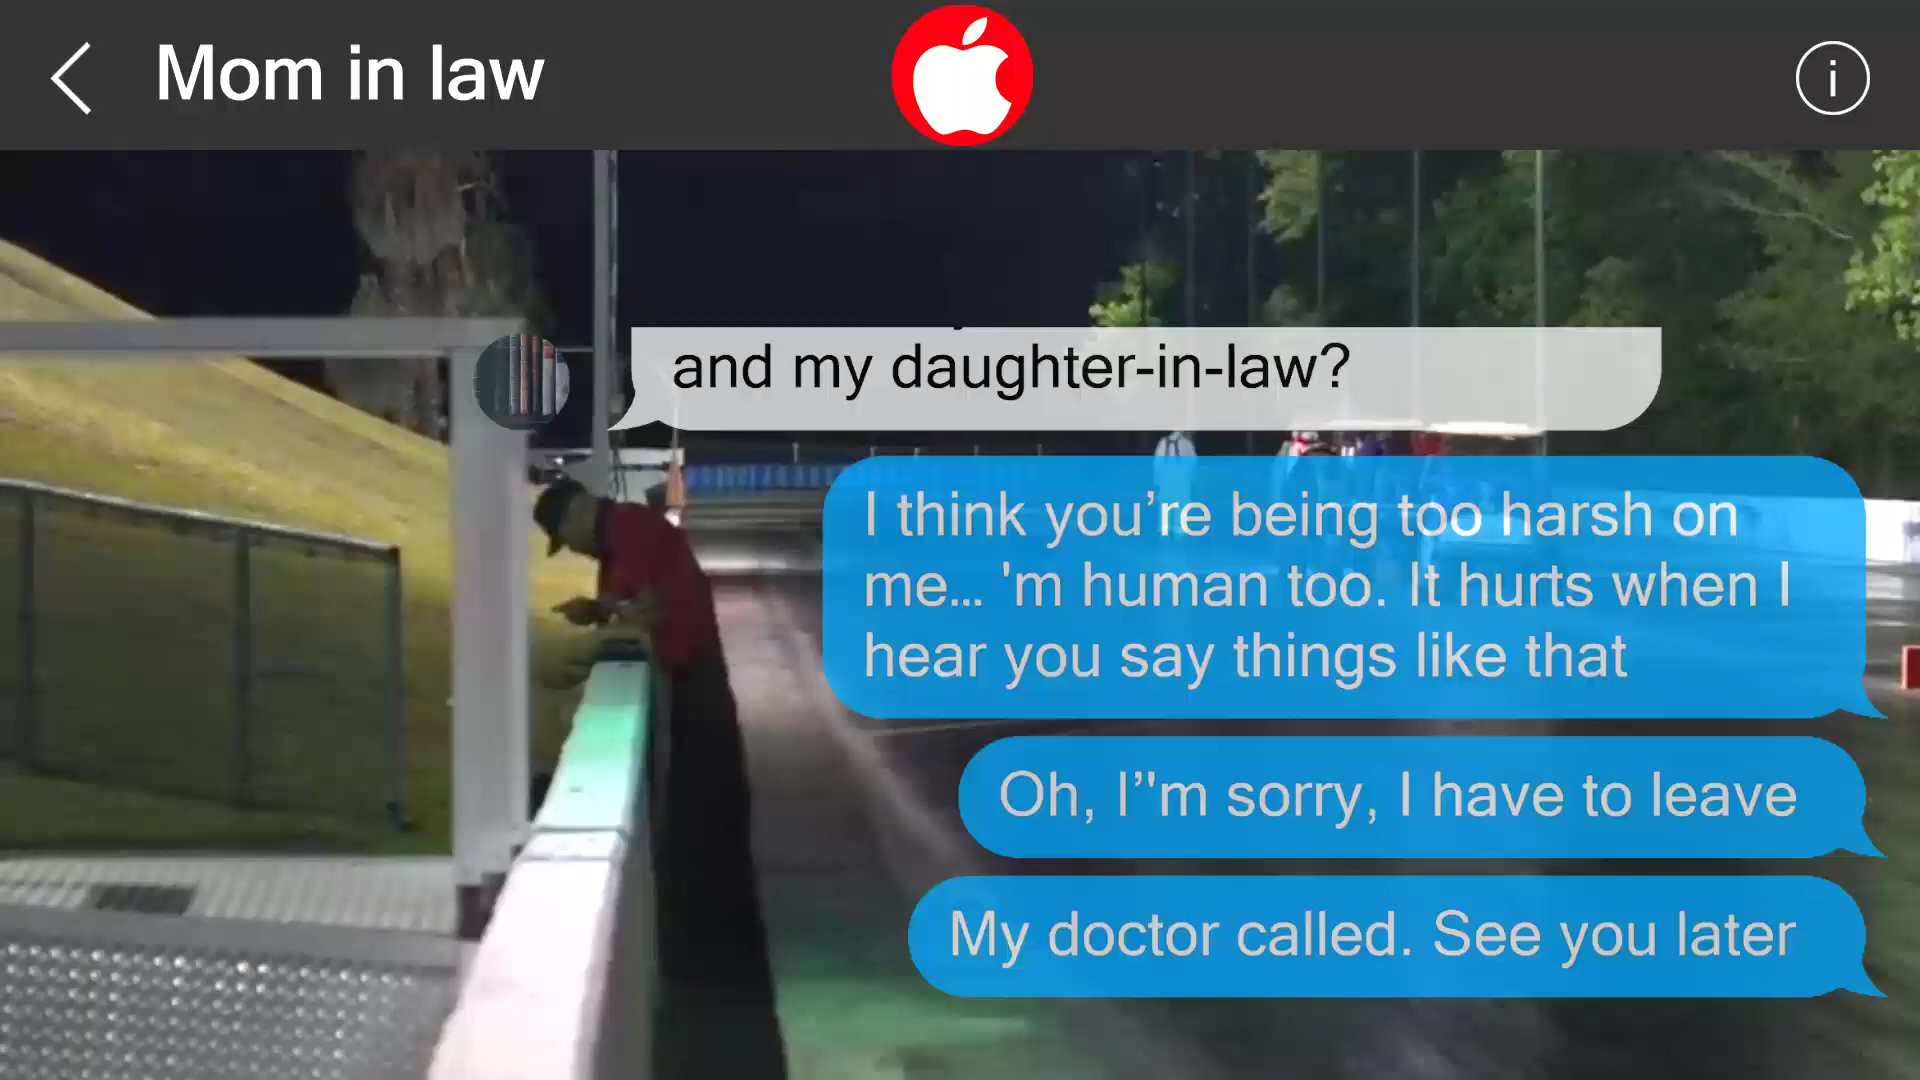 Mom in law
and my daughter-in-law?
I think you’re being too harsh on
me... 'm human too. It hurts when I
hear you say things like that
Oh, I’'m sorry, I have to leave
My doctor called. See you later